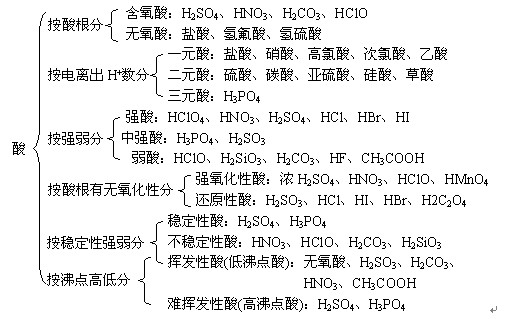 酸
按酸根分
含氧酸：H₂SO₄、HNO₃、H₂CO₃、HClO
无氧酸：盐酸、氢氟酸、氢硫酸
按电离出 H⁺数分
一元酸：盐酸、硝酸、高氯酸、次氯酸、乙酸
二元酸：硫酸、碳酸、亚硫酸、硅酸、草酸
三元酸：H₃PO₄
按强弱分
强酸：HClO₄、HNO₃、H₂SO₄、HCl、HBr、HI
中强酸：H₃PO₄、H₂SO₃
弱酸：HClO、H₂SiO₃、H₂CO₃、HF、CH₃COOH
按酸根有无氧化性分
强氧化性酸：浓H₂SO₄、HNO₃、HClO、HMnO₄
还原性酸：H₂SO₃、HCl、HI、HBr、H2C₂O₄
按稳定性强弱分
稳定性酸：H₂SO₄、H₃PO₄
不稳定性酸：HNO₃、HClO、H₂CO₃、H₂SiO₃
按沸点高低分
挥发性酸(低沸点酸)：无氧酸、H₂SO₃、H₂CO₃、
HNO₃、CH₃COOH
难挥发性酸(高沸点酸)：H₂SO₄、H₃PO₄